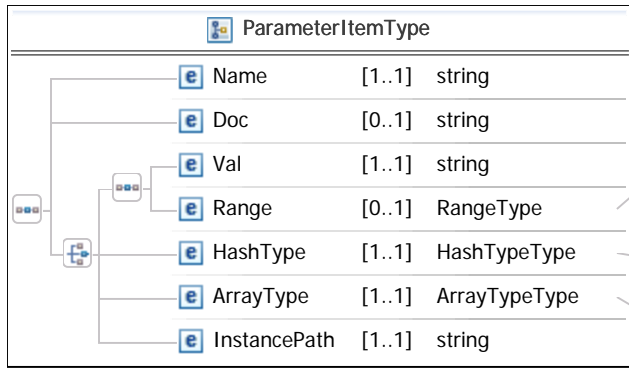 ParameterItemType
e Name [1..1] string
e Doc [0..1] string
e Val [1..1] string
e Range [0..1] RangeType
e HashType [1..1] HashTypeType
e ArrayType [1..1] ArrayTypeType
e InstancePath [1..1] string